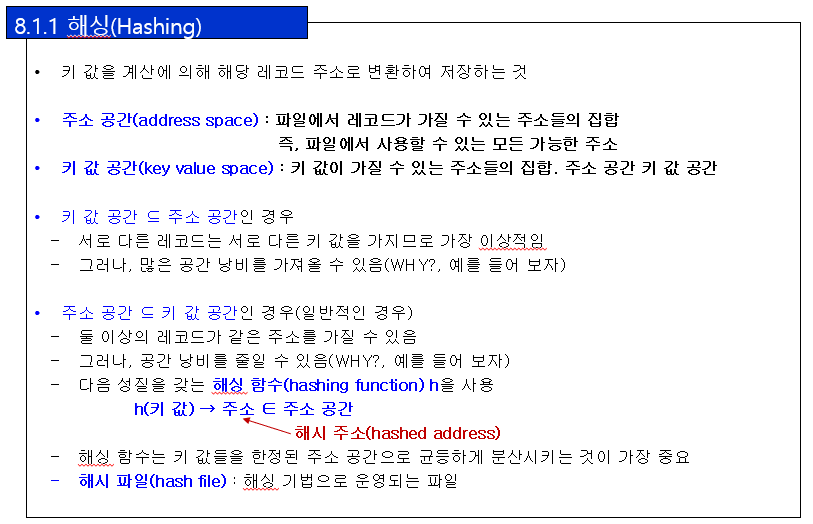 8.1.1 해싱(Hashing)
• 키 값을 계산에 의해 해당 레코드 주소로 변환하여 저장하는 것
• 주소 공간(address space) : 파일에서 레코드가 가질 수 있는 주소들의 집합
즉, 파일에서 사용할 수 있는 모든 가능한 주소
• 키 값 공간(key value space) : 키 값이 가질 수 있는 주소들의 집합. 주소 공간 키 값 공간
• 키 값 공간 ⊆ 주소 공간인 경우
– 서로 다른 레코드는 서로 다른 키 값을 가지므로 가장 이상적임
– 그러나, 많은 공간 낭비를 가져올 수 있음(WHY?, 예를 들어 보자)
• 주소 공간 ⊆ 키 값 공간인 경우(일반적인 경우)
– 둘 이상의 레코드가 같은 주소를 가질 수 있음
– 그러나, 공간 낭비를 줄일 수 있음(WHY?, 예를 들어 보자)
– 다음 성질을 갖는 해싱 함수(hashing function) h을 사용
h(키 값) → 주소 ∈ 주소 공간
해시 주소(hashed address)
– 해싱 함수는 키 값들을 한정된 주소 공간으로 균등하게 분산시키는 것이 가장 중요
– 해시 파일(hash file) : 해싱 기법으로 운영되는 파일